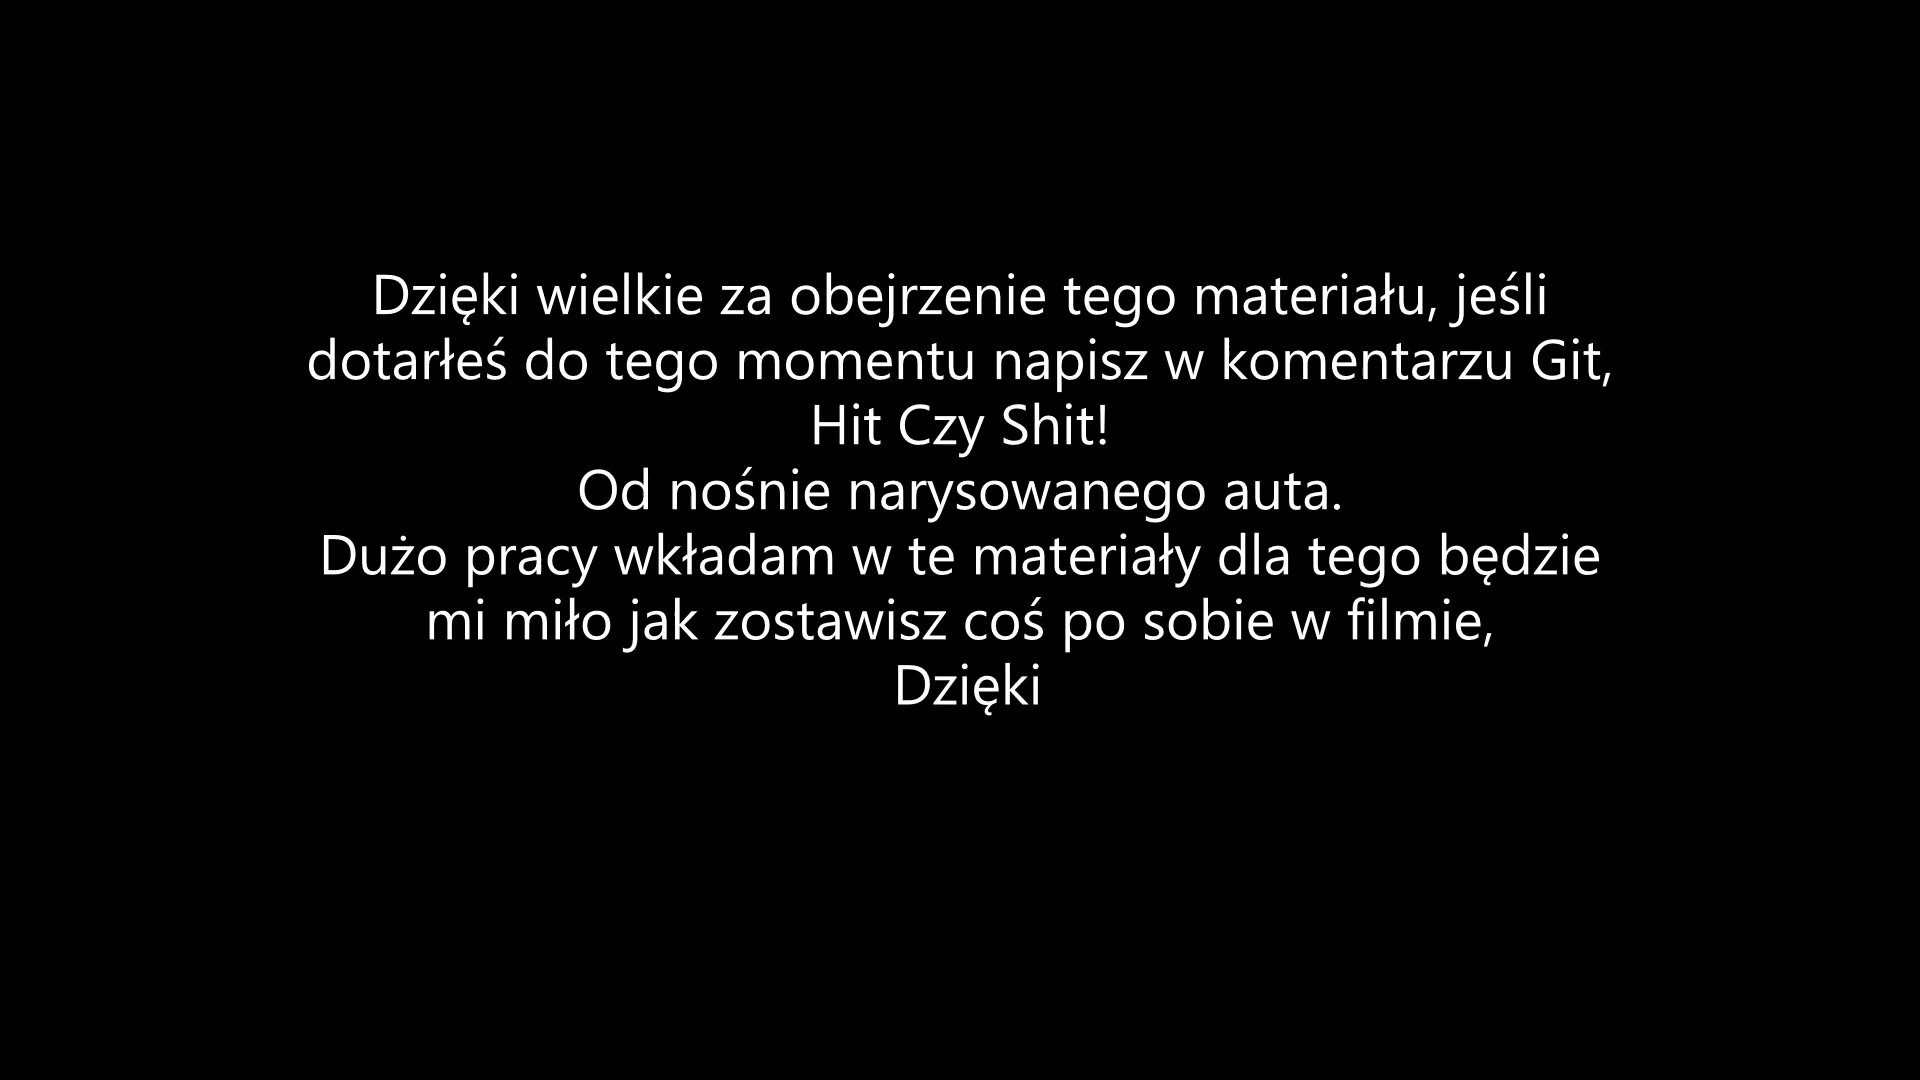 Dzięki wielkie za obejrzenie tego materiału, jeśli
dotarłeś do tego momentu napisz w komentarzu Git,
Hit Czy Shit!
Od nośnie narysowanego auta.
Dużo pracy wkładam w te materiały dla tego będzie
mi miło jak zostawisz coś po sobie w filmie,
Dzięki